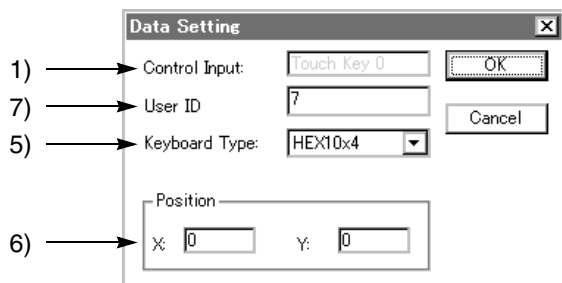 Data Setting
1) Control Input: Touch Key 0 OK
7) User ID 7 Cancel
5) Keyboard Type: HEX10x4
Position
6) X: 0 Y: 0